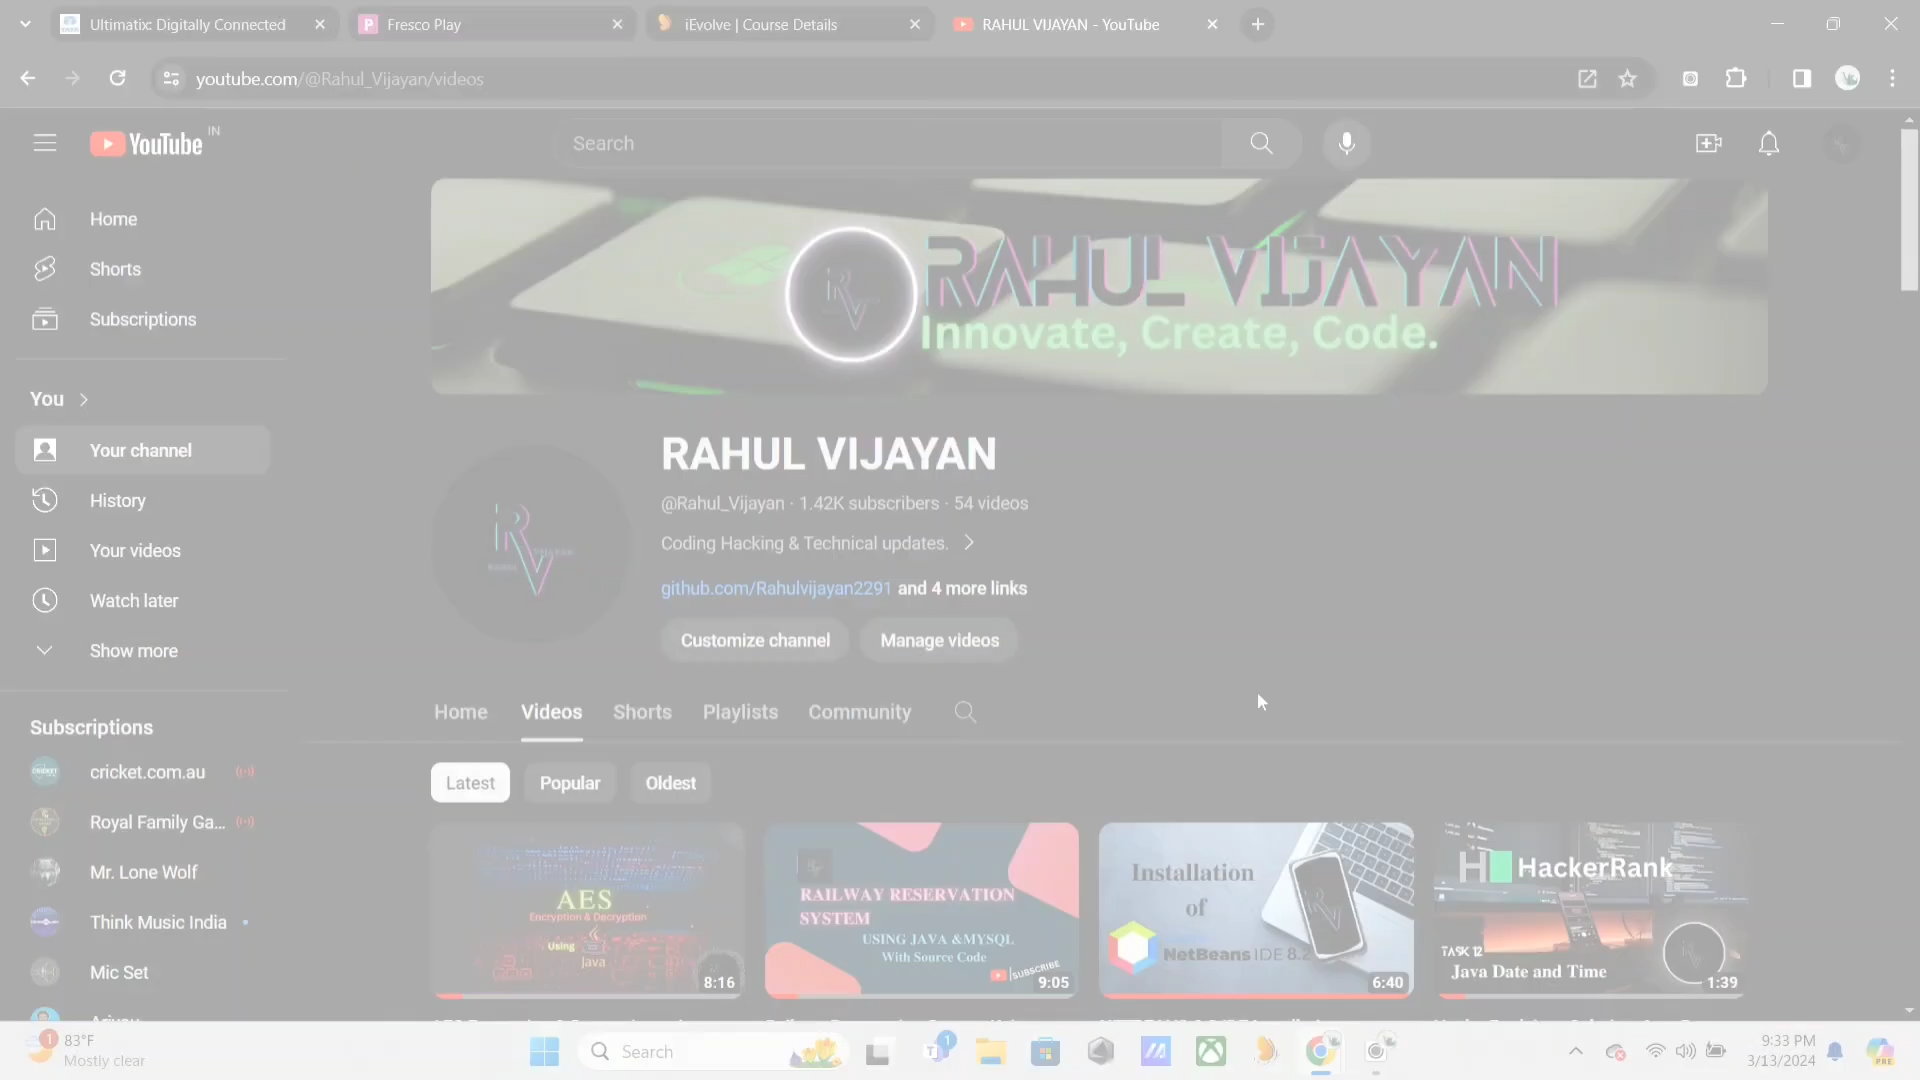 Ultimatix: Digitally Connected
Fresco Play
iEvolve | Course Details
RAHUL VIJAYAN - YouTube
youtube.com/@Rahul_Vijayan/videos
YouTube IN
Search
Home
Shorts
Subscriptions
You
Your channel
History
Your videos
Watch later
Show more
Subscriptions
cricket.com.au
Royal Family Ga...
Mr. Lone Wolf
Think Music India
Mic Set
RAHUL VIJAYAN
Innovate, Create, Code.
RAHUL VIJAYAN
@Rahul_Vijayan · 1.42K subscribers · 54 videos
Coding Hacking & Technical updates.
github.com/Rahulvijayan2291 and 4 more links
Customize channel
Manage videos
Home
Videos
Shorts
Playlists
Community
Latest
Popular
Oldest
AES
Encryption & Decryption
Using
Java
8:16
RAILWAY RESERVATION
SYSTEM
USING JAVA &MYSQL
With Source Code
SUBSCRIBE
9:05
Installation
of
NetBeans IDE 8.2
6:40
HackerRank
TASK 12
Java Date and Time
1:39
1
83°F
Mostly clear
Search
1
9:33 PM
3/13/2024
PRE